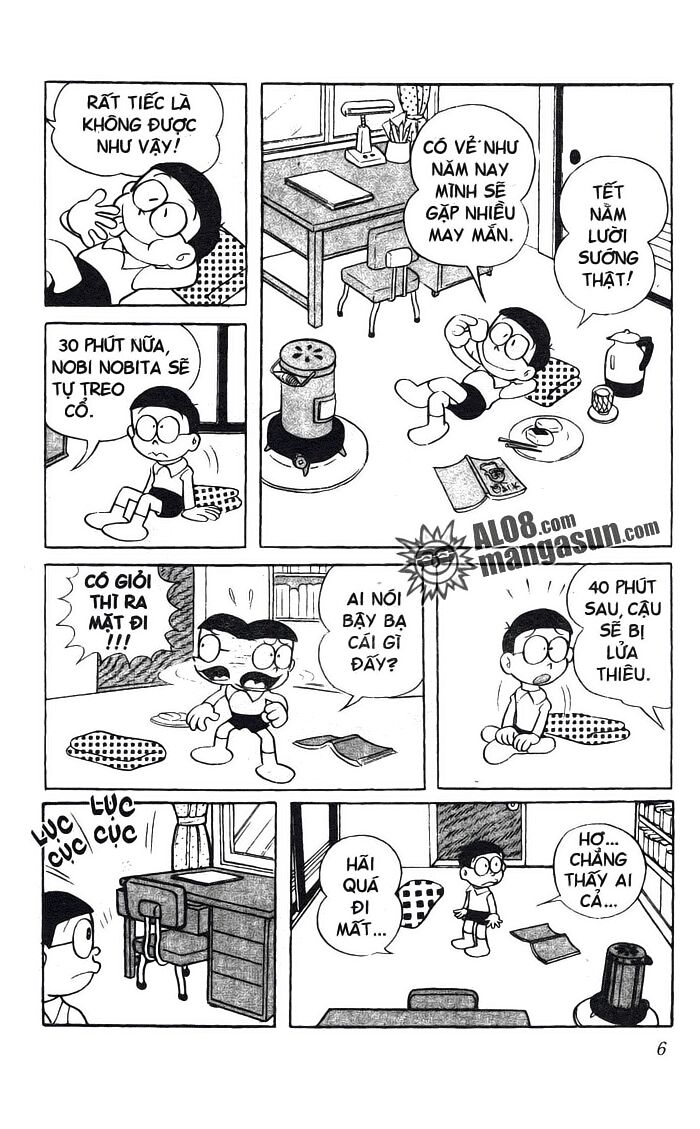 TẾT
NẰM
LƯỜI
SƯỚNG
THẬT!
CÓ VẺ NHƯ
NĂM NAY
MÌNH SẼ
GẶP NHIỀU
MAY MẮN.
RẤT TIẾC LÀ
KHÔNG ĐƯỢC
NHƯ VẬY!
30 PHÚT NỮA,
NOBI NOBITA SẼ
TỰ TREO
CỔ.
AL08.com
mangasun.com
AI NÓI
BẬY BẠ
CÁI GÌ
ĐẤY?
CÓ GIỎI
THÌ RA
MẶT ĐI
!!!
40 PHÚT
SAU, CẬU
SẼ BỊ
LỬA
THIÊU.
HƠ...
CHẲNG
THẤY AI
CẢ...
HÃI
QUÁ
ĐI
MẤT...
LỤC
CỤC
LỤC
CỤC
6